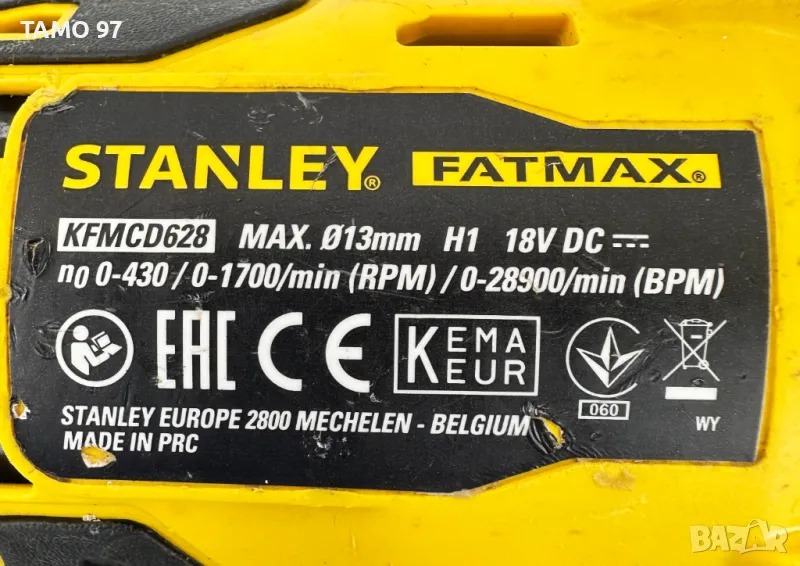 TAMO 97
STANLEY® FATMAX®
KFMCD628 MAX. Ø13mm H1 18V DC ⎓
n0 0-430 / 0-1700/min (RPM) / 0-28900/min (BPM)
EAC CE KEMA KEUR
060
WY
STANLEY EUROPE 2800 MECHELEN - BELGIUM
MADE IN PRC
BAZAR